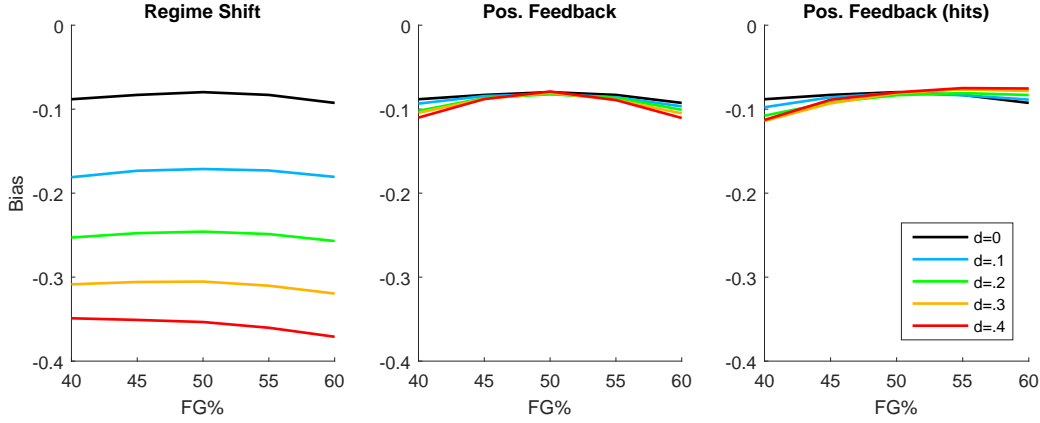 Regime Shift
Pos. Feedback
Pos. Feedback (hits)
Bias
0
-0.1
-0.2
-0.3
-0.4
40 45 50 55 60
FG%
0
-0.1
-0.2
-0.3
-0.4
40 45 50 55 60
FG%
0
-0.1
-0.2
-0.3
-0.4
40 45 50 55 60
FG%
d=0
d=.1
d=.2
d=.3
d=.4